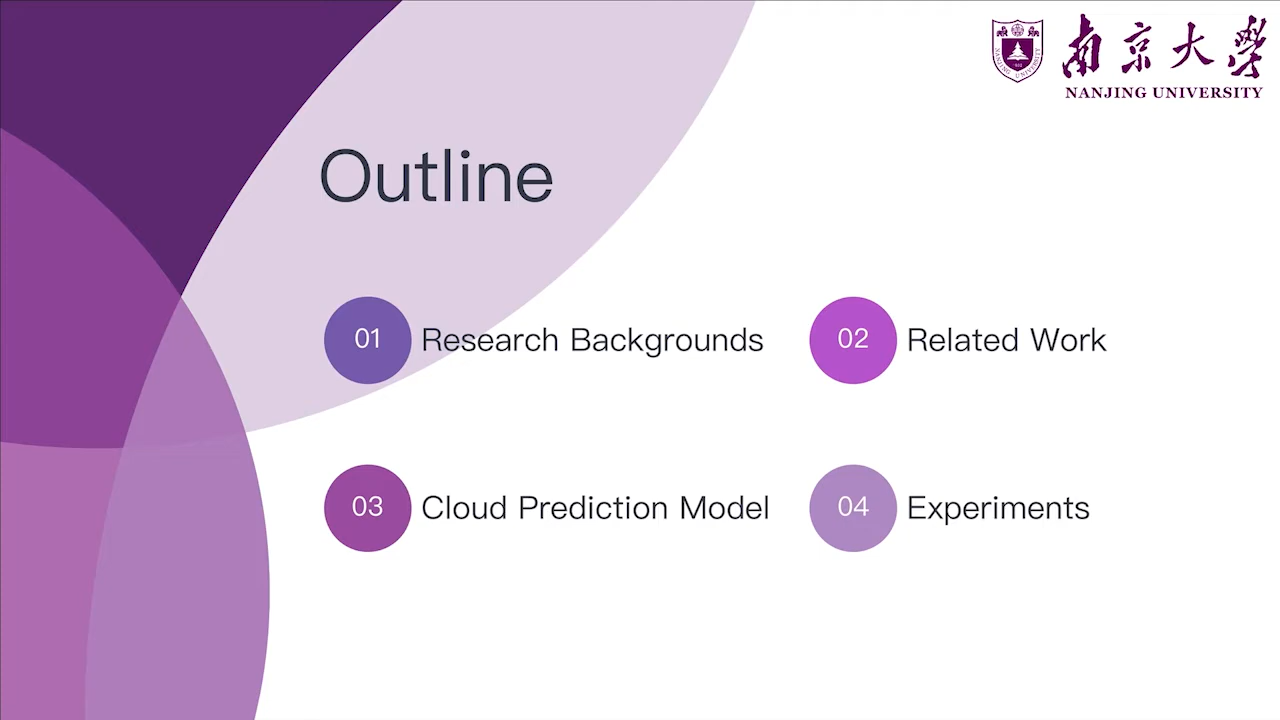 南京大學
NANJING UNIVERSITY
Outline
01 Research Backgrounds
02 Related Work
03 Cloud Prediction Model
04 Experiments